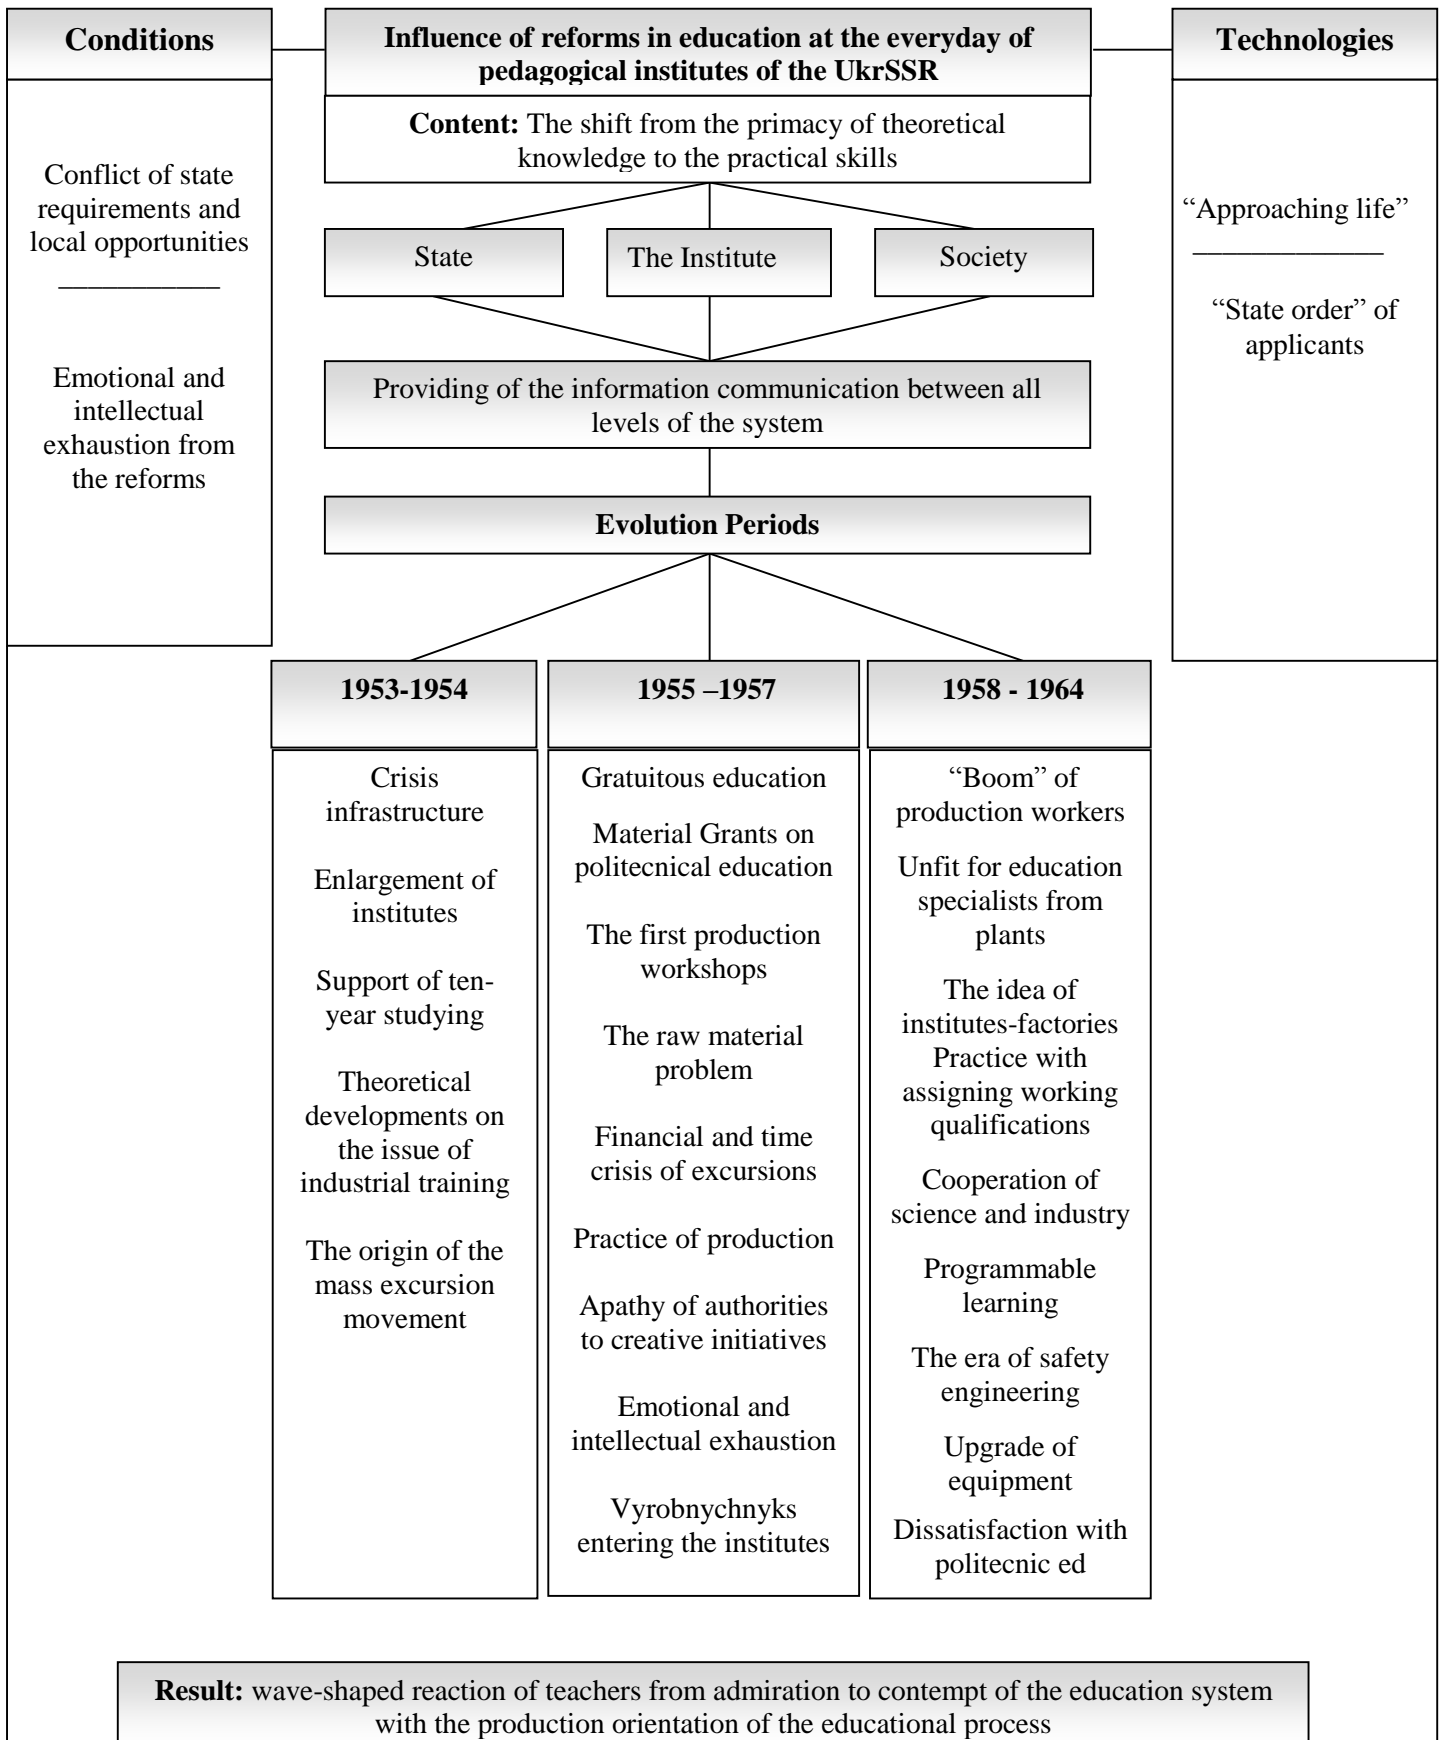 Conditions
Conflict of state
requirements and
local opportunities
___________
Emotional and
intellectual
exhaustion from
the reforms
Influence of reforms in education at the everyday of
pedagogical institutes of the UkrSSR
Content: The shift from the primacy of theoretical
knowledge to the practical skills
State
The Institute
Society
Providing of the information communication between all
levels of the system
Evolution Periods
Technologies
“Approaching life”
_____________
“State order” of
applicants
1953-1954
Crisis
infrastructure
Enlargement of
institutes
Support of ten-
year studying
Theoretical
developments on
the issue of
industrial training
The origin of the
mass excursion
movement
1955 –1957
Gratuitous education
Material Grants on
politecnical education
The first production
workshops
The raw material
problem
Financial and time
crisis of excursions
Practice of production
Apathy of authorities
to creative initiatives
Emotional and
intellectual exhaustion
Vyrobnychnyks
entering the institutes
1958 - 1964
“Boom” of
production workers
Unfit for education
specialists from
plants
The idea of
institutes-factories
Practice with
assigning working
qualifications
Cooperation of
science and industry
Programmable
learning
The era of safety
engineering
Upgrade of
equipment
Dissatisfaction with
politecnic ed
Result: wave-shaped reaction of teachers from admiration to contempt of the education system
with the production orientation of the educational process